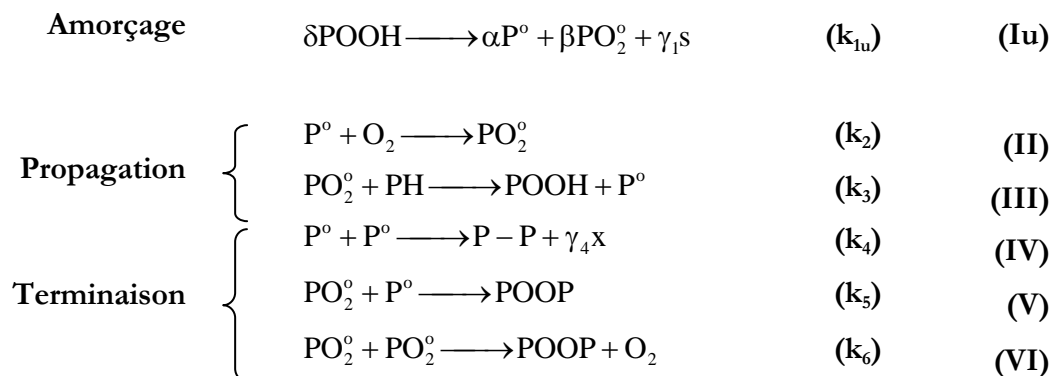 Amorçage δPOOH ⟶ αP° + βPO₂° + γ₁s (k₁ᵤ) (Iu)
P° + O₂ ⟶ PO₂° (k₂) (II)
Propagation
PO₂° + PH ⟶ POOH + P° (k₃) (III)
P° + P° ⟶ P – P + γ₄x (k₄) (IV)
Terminaison PO₂° + P° ⟶ POOP (k₅) (V)
PO₂° + PO₂° ⟶ POOP + O₂ (k₆) (VI)